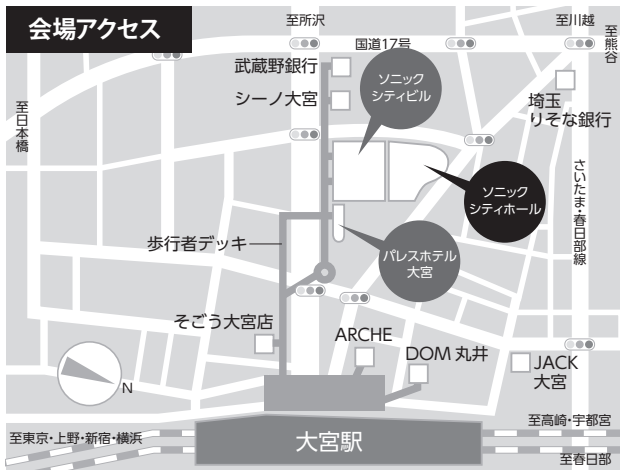 会場アクセス
至所沢
国道17号
至川越
至熊谷
武蔵野銀行
シーノ大宮
ソニック
シティビル
埼玉
りそな銀行
至日本橋
さいたま・春日部線
ソニック
シティホール
歩行者デッキ
パレスホテル
大宮
そごう大宮店
ARCHE
DOM 丸井
JACK
大宮
N
至高崎・宇都宮
至東京・上野・新宿・横浜
大宮駅
至春日部